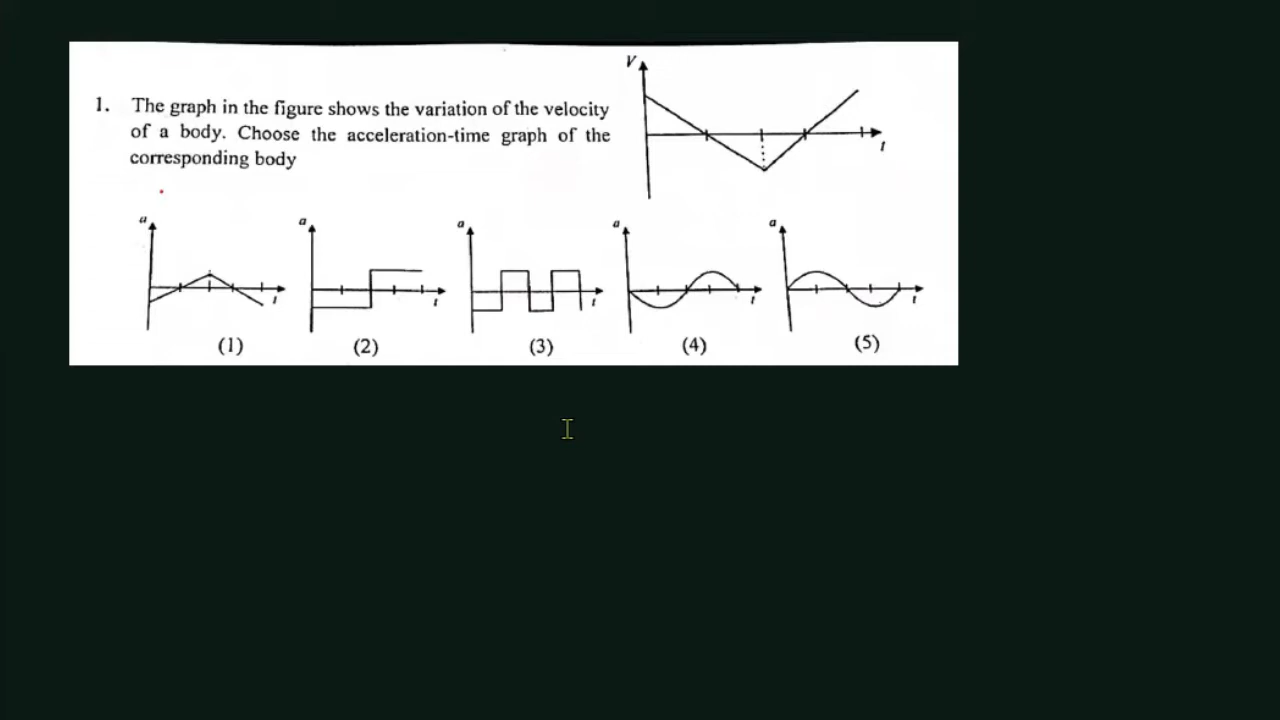 V
1. The graph in the figure shows the variation of the velocity
of a body. Choose the acceleration-time graph of the
corresponding body
t
a a a a a
t t t t t
(1) (2) (3) (4) (5)